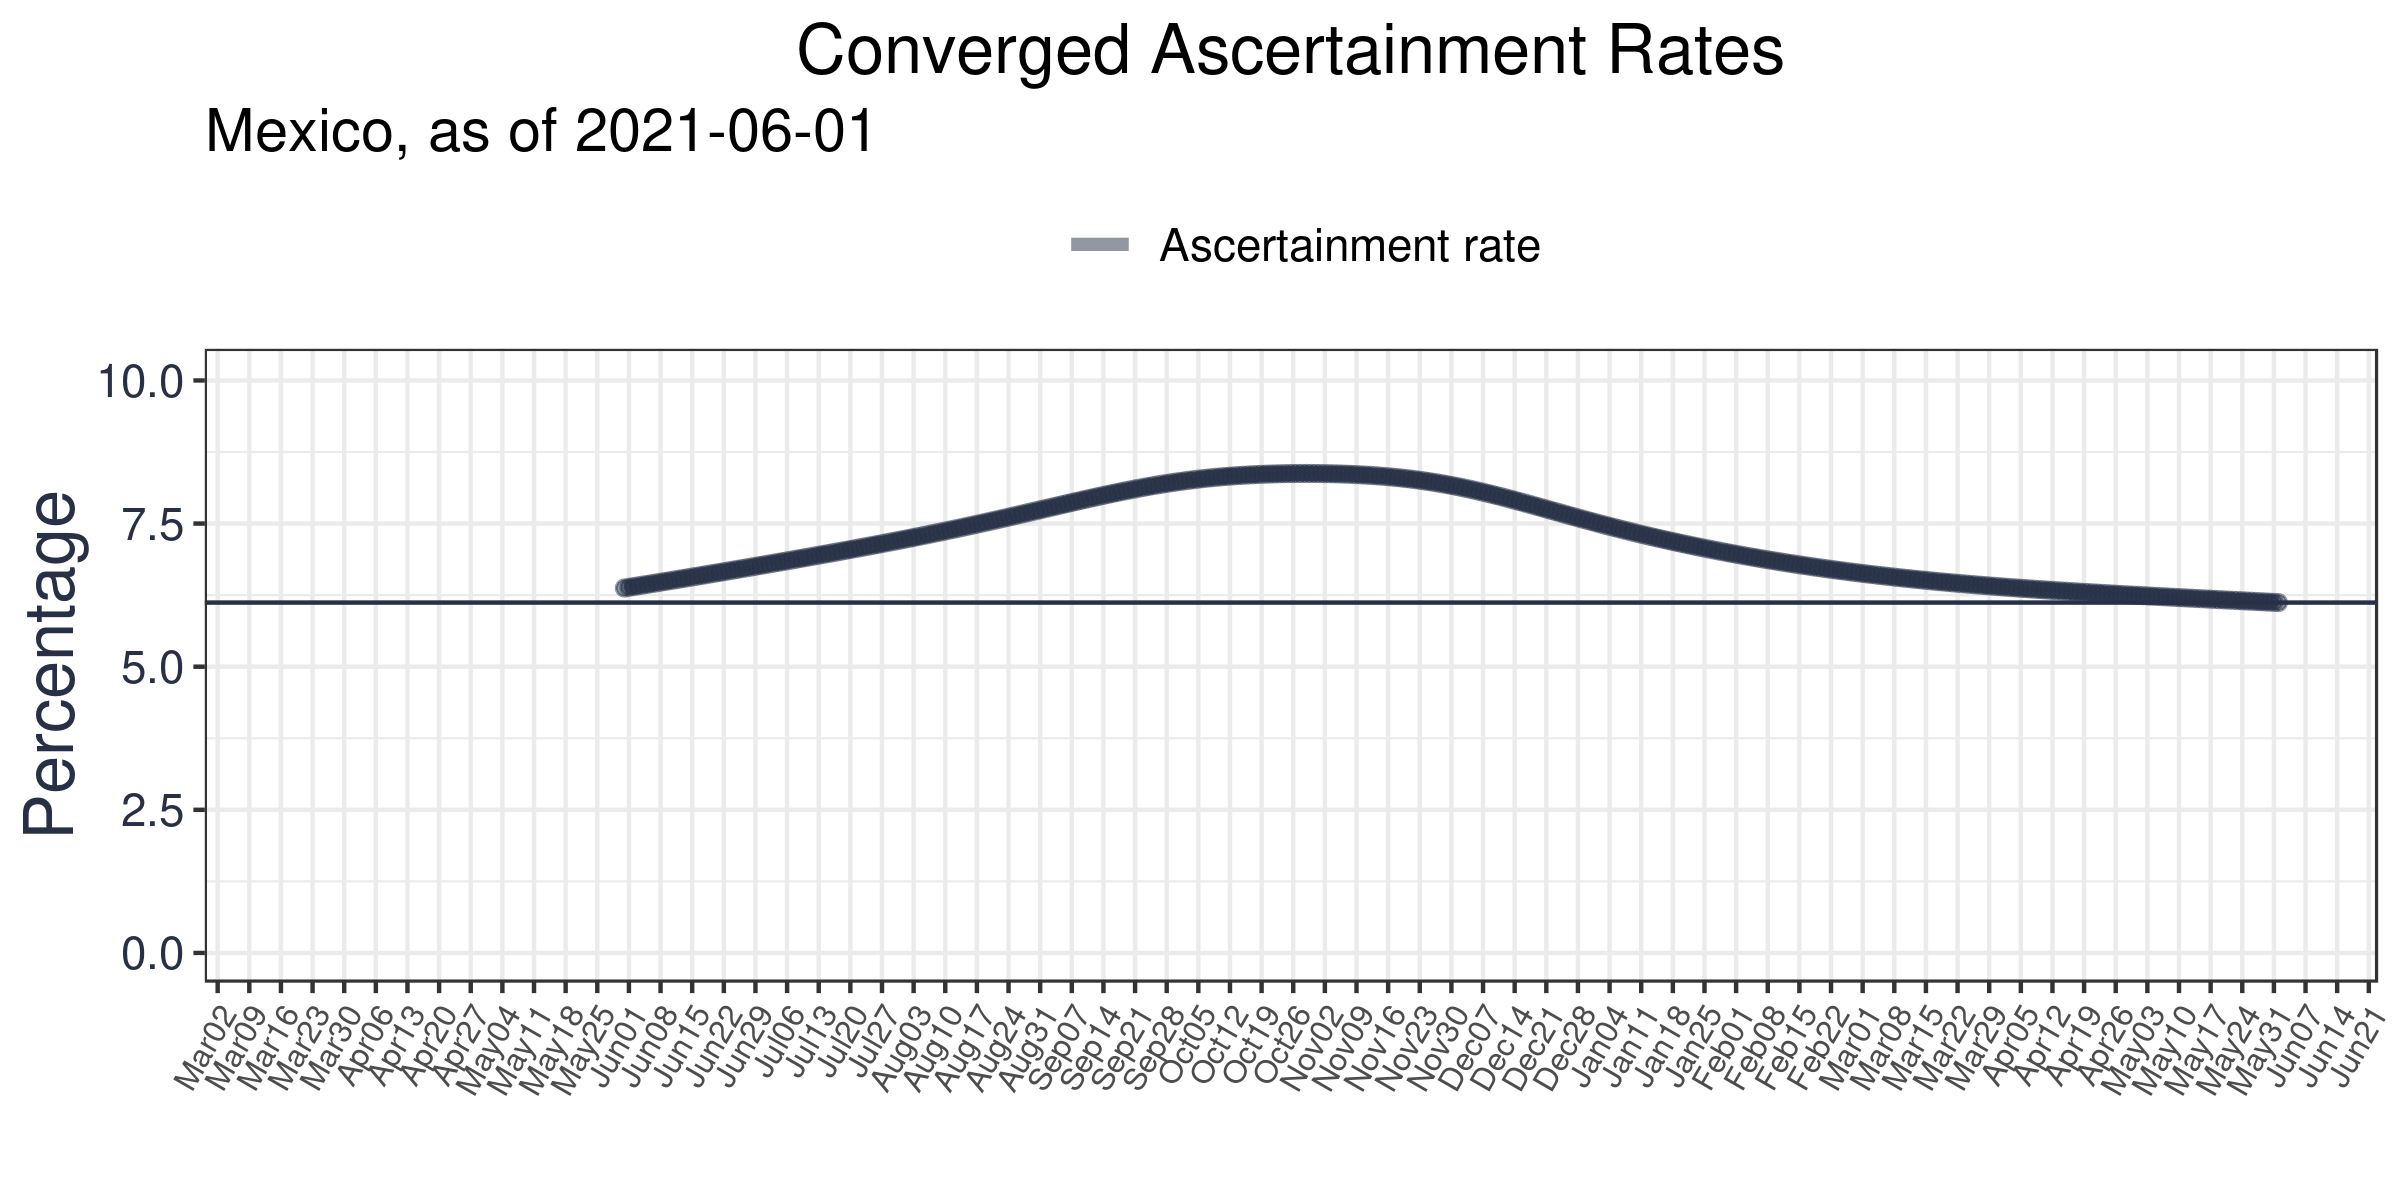 Converged Ascertainment Rates
Mexico, as of 2021-06-01
Ascertainment rate
Percentage
10.0
7.5
5.0
2.5
0.0
Mar02
Mar09
Mar16
Mar23
Mar30
Apr06
Apr13
Apr20
Apr27
May04
May11
May18
May25
Jun01
Jun08
Jun15
Jun22
Jun29
Jul06
Jul13
Jul20
Jul27
Aug03
Aug10
Aug17
Aug24
Aug31
Sep07
Sep14
Sep21
Sep28
Oct05
Oct12
Oct19
Oct26
Nov02
Nov09
Nov16
Nov23
Nov30
Dec07
Dec14
Dec21
Dec28
Jan04
Jan11
Jan18
Jan25
Feb01
Feb08
Feb15
Feb22
Mar01
Mar08
Mar15
Mar22
Mar29
Apr05
Apr12
Apr19
Apr26
May03
May10
May17
May24
May31
Jun07
Jun14
Jun21